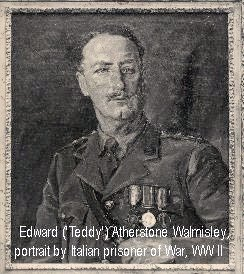 Edward ("Teddy") Atherstone Walmisley,
portrait by Italian prisoner of War, WW II